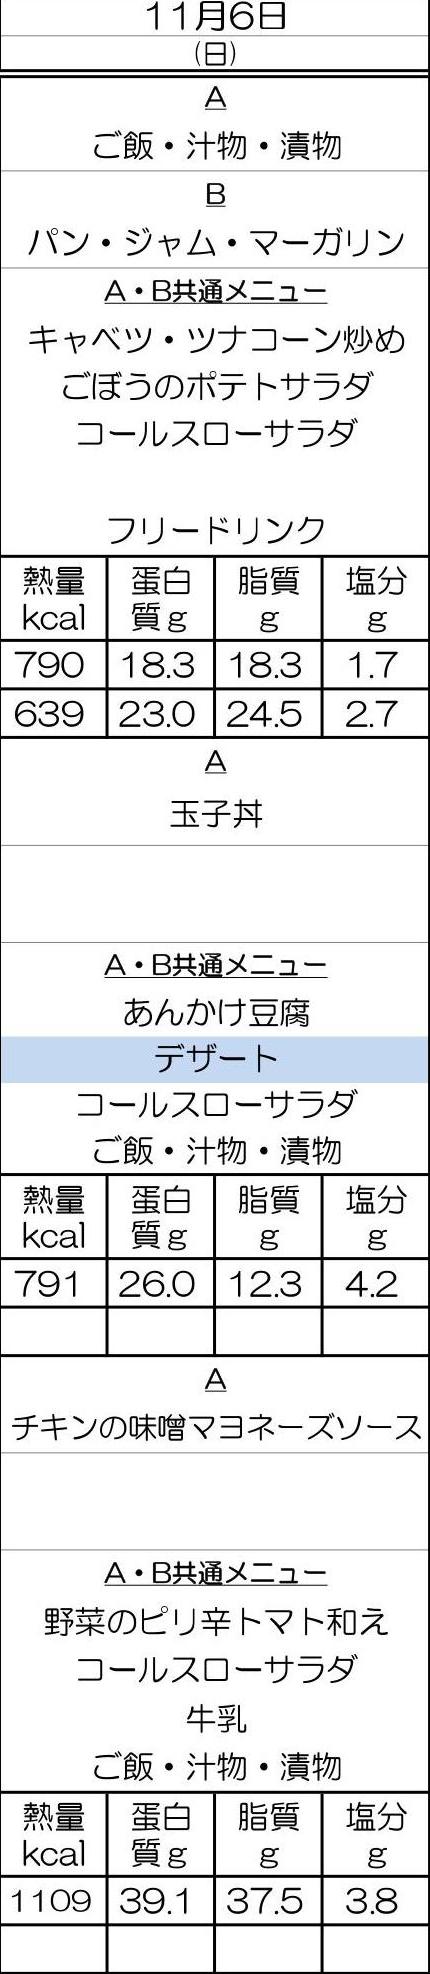 11月6日
(日)
A
ご飯・汁物・漬物
B
パン・ジャム・マーガリン
A・B共通メニュー
キャベツ・ツナコーン炒め
ごぼうのポテトサラダ
コールスローサラダ
フリードリンク
熱量 蛋白 脂質 塩分
kcal 質g g g
790 18.3 18.3 1.7
639 23.0 24.5 2.7
A
玉子丼
A・B共通メニュー
あんかけ豆腐
デザート
コールスローサラダ
ご飯・汁物・漬物
熱量 蛋白 脂質 塩分
kcal 質g g g
791 26.0 12.3 4.2
A
チキンの味噌マヨネーズソース
A・B共通メニュー
野菜のピリ辛トマト和え
コールスローサラダ
牛乳
ご飯・汁物・漬物
熱量 蛋白 脂質 塩分
kcal 質g g g
1109 39.1 37.5 3.8